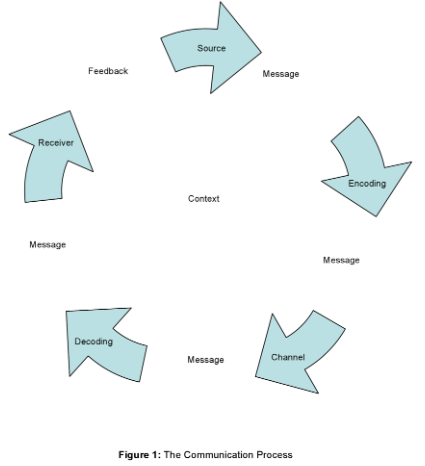 Source
Feedback
Message
Receiver
Encoding
Context
Message
Message
Decoding
Message
Channel
Figure 1: The Communication Process